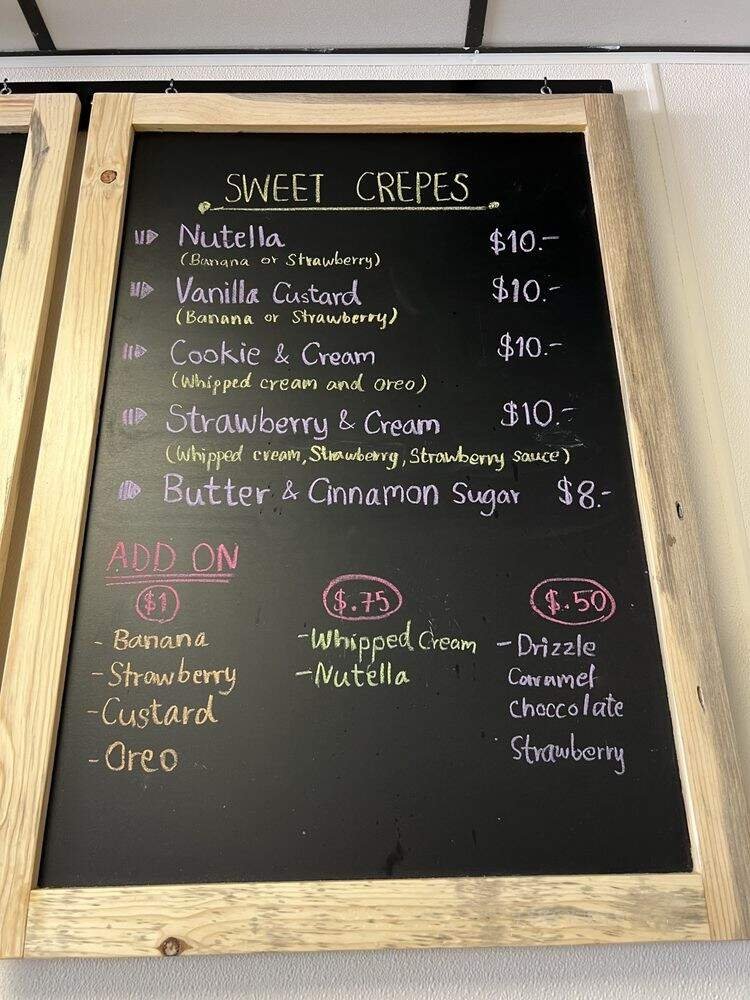 SWEET CREPES
Nutella $10.-
(Banana or Strawberry)
Vanilla Custard $10.-
(Banana or Strawberry)
Cookie & Cream $10.-
(Whipped cream and oreo)
Strawberry & Cream $10.-
(Whipped cream, Strawberry, Strawberry sauce)
Butter & Cinnamon Sugar $8.-
ADD ON
$1
- Banana
- Strawberry
- Custard
- Oreo
$.75
- Whipped Cream
- Nutella
$.50
- Drizzle
Caramel
choccolate
Strawberry